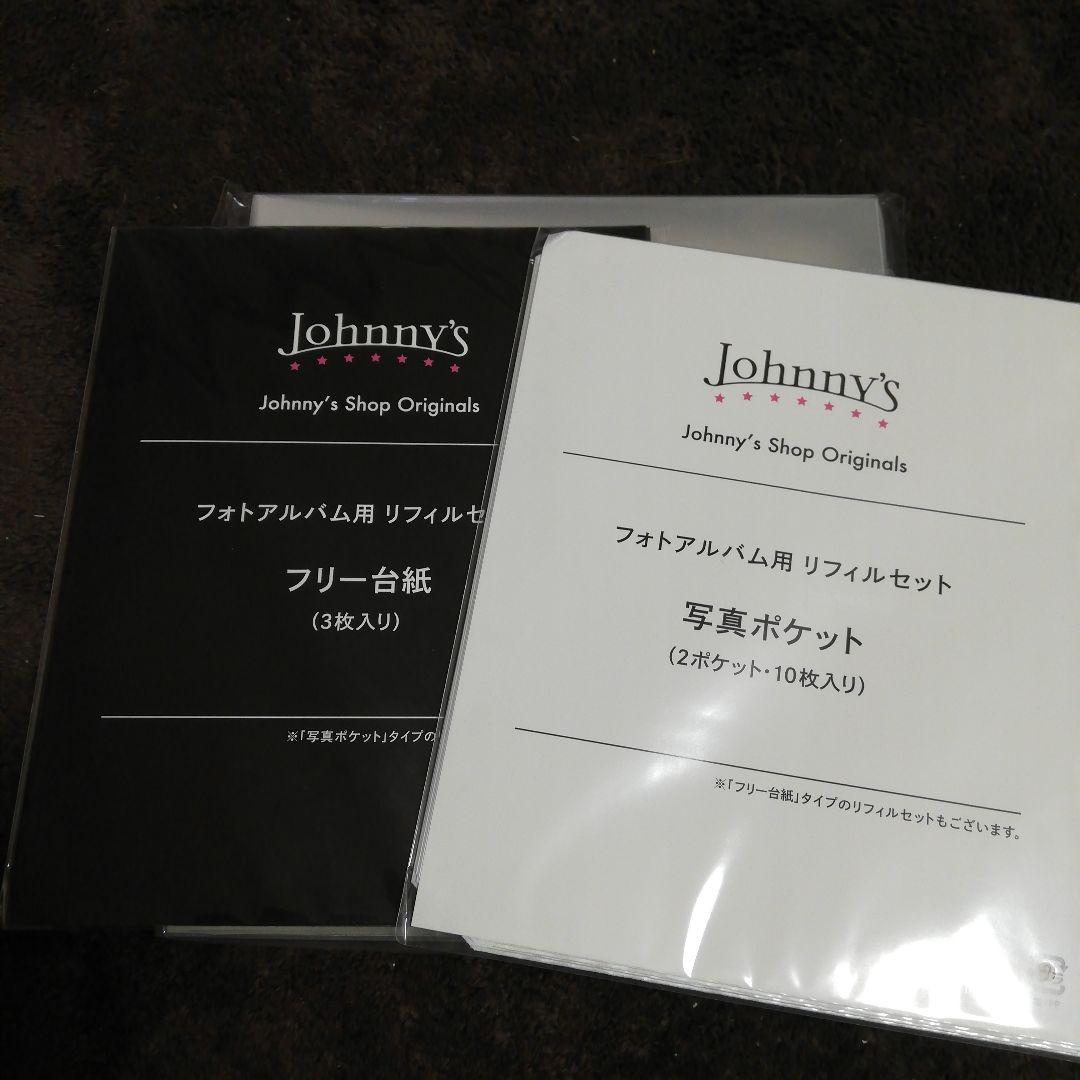 Johnny's
Johnny's Shop Originals
フォトアルバム用 リフィルセ
フリー台紙
(3枚入り)
※「写真ポケット」タイプの
Johnny's
Johnny's Shop Originals
フォトアルバム用 リフィルセット
写真ポケット
(2ポケット・10枚入り)
※「フリー台紙」タイプのリフィルセットもございます。